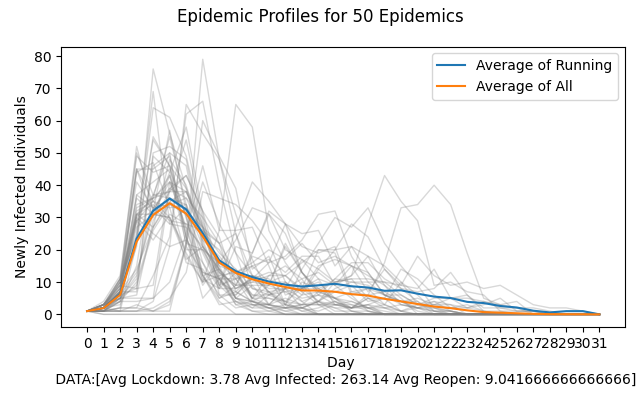 Epidemic Profiles for 50 Epidemics
Newly Infected Individuals
80
70
60
50
40
30
20
10
0
Average of Running
Average of All
0 1 2 3 4 5 6 7 8 9 10 11 12 13 14 15 16 17 18 19 20 21 22 23 24 25 26 27 28 29 30 31
Day
DATA:[Avg Lockdown: 3.78 Avg Infected: 263.14 Avg Reopen: 9.041666666666666]